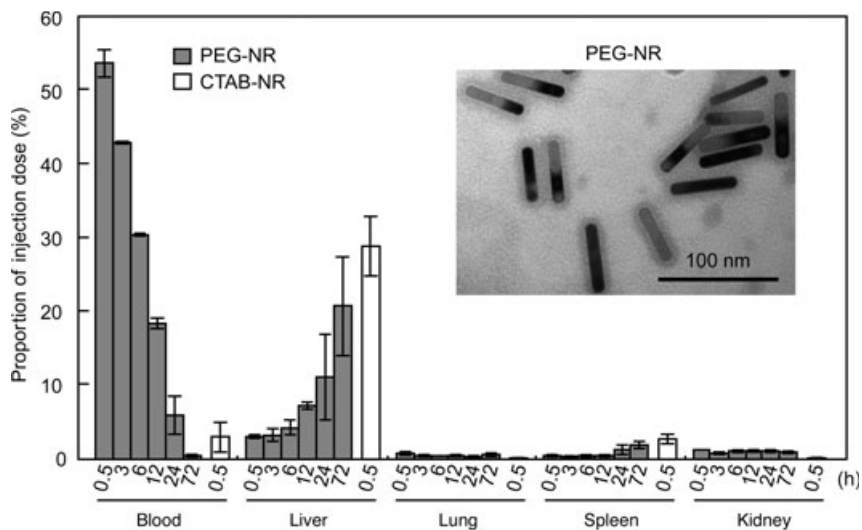 60
50
40
30
20
10
0
Proportion of injection dose (%)
PEG-NR
CTAB-NR
PEG-NR
100 nm
0.5 3 6 12 24 72 0.5 0.5 3 6 12 24 72 0.5 0.5 3 6 12 24 72 0.5 0.5 3 6 12 24 72 0.5 0.5 3 6 12 24 72 0.5 (h)
Blood Liver Lung Spleen Kidney